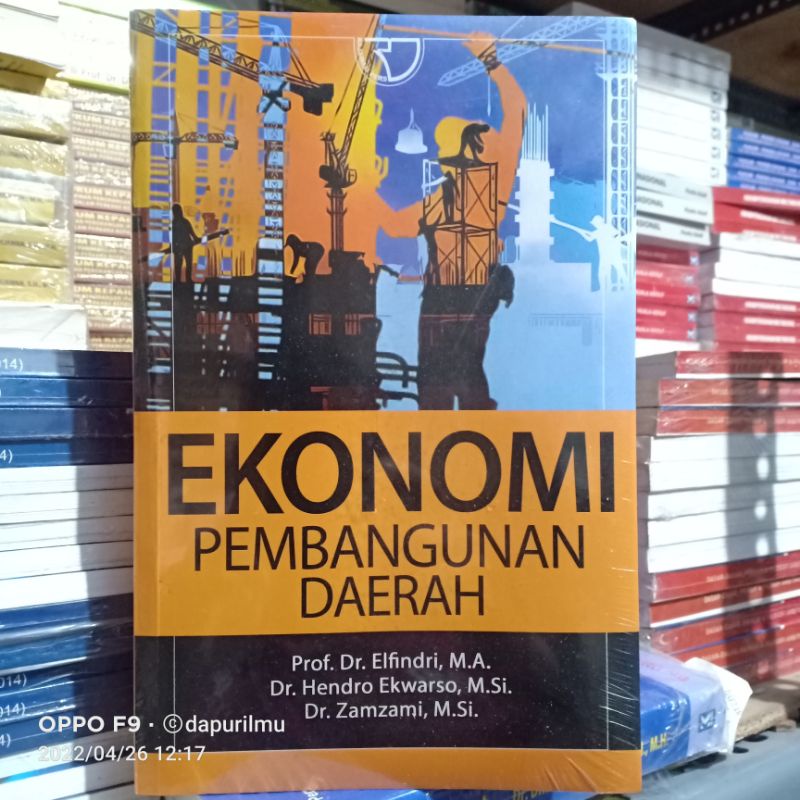 EKONOMI
PEMBANGUNAN
DAERAH
Prof. Dr. Elfindri, M.A.
Dr. Hendro Ekwarso, M.Si.
Dr. Zamzami, M.Si.
OPPO F9 · ©dapurilmu
2022/04/26 12:17